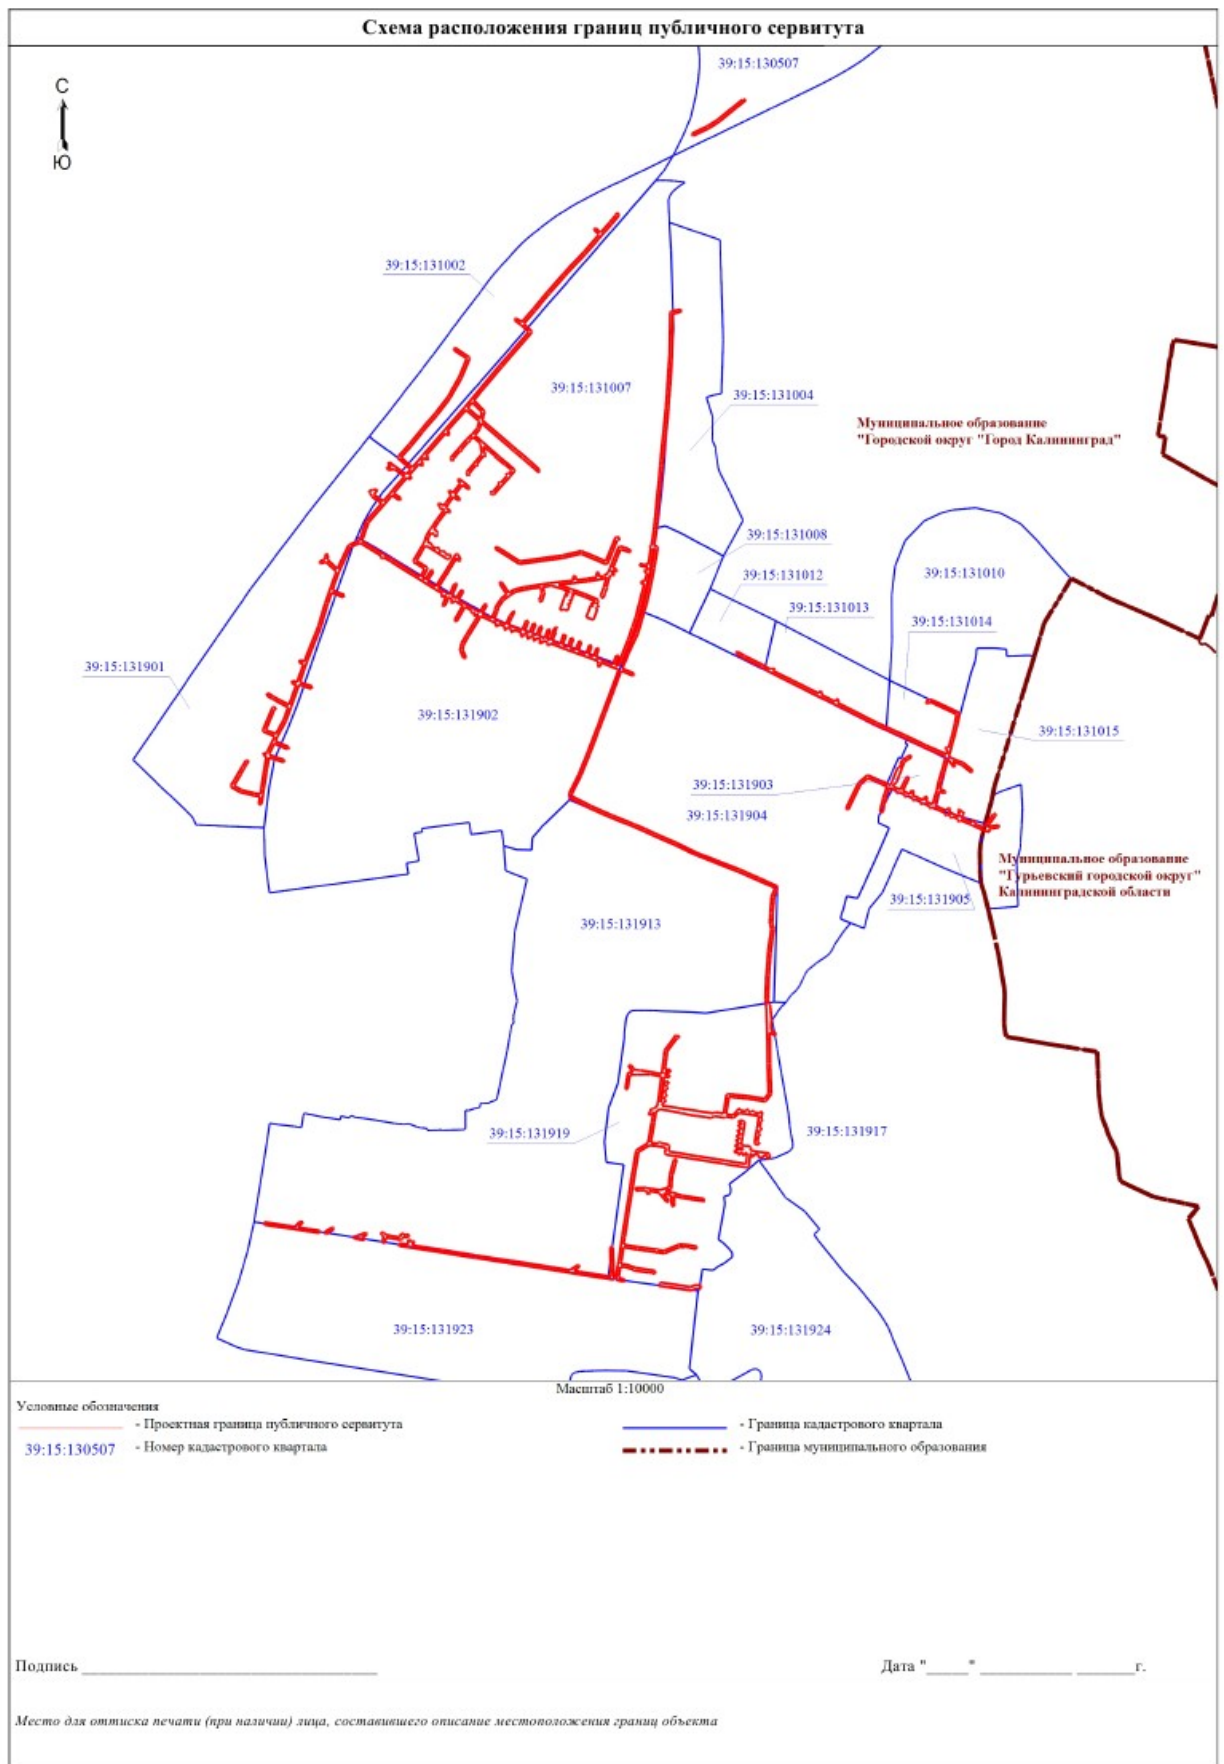 Схема расположения границ публичного сервитута
39:15:130507
С
Ю
39:15:131002
39:15:131007
39:15:131004
Муниципальное образование
"Городской округ "Город Калининград"
39:15:131008
39:15:131012
39:15:131010
39:15:131013
39:15:131014
39:15:131901
39:15:131902
39:15:131015
39:15:131903
39:15:131904
Муниципальное образование
"Гурьевский городской округ"
Калининградской области
39:15:131905
39:15:131913
39:15:131919
39:15:131917
39:15:131923
39:15:131924
Масштаб 1:10000
Условные обозначения
- Проектная граница публичного сервитута
- Граница кадастрового квартала
39:15:130507 - Номер кадастрового квартала
- Граница муниципального образования
Подпись ____________________ Дата "_____" ___________ _______г.
Место для оттиска печати (при наличии) лица, составившего описание местоположения границ объекта